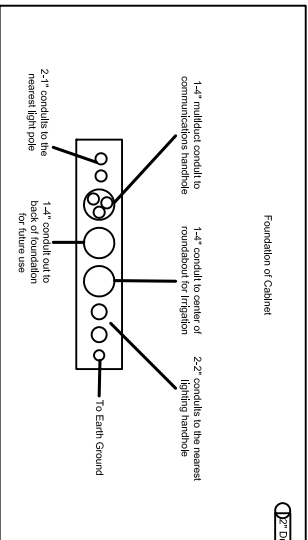 Foundation of Cabinet
1-4" multiduct conduit to
communications handhole
1-4" conduit to center of
roundabout for Irrigation
2-2" conduits to the nearest
lighting handhole
2-1" conduits to the
nearest light pole
1-4" conduit out to
back of foundation
for future use
To Earth Ground
2"